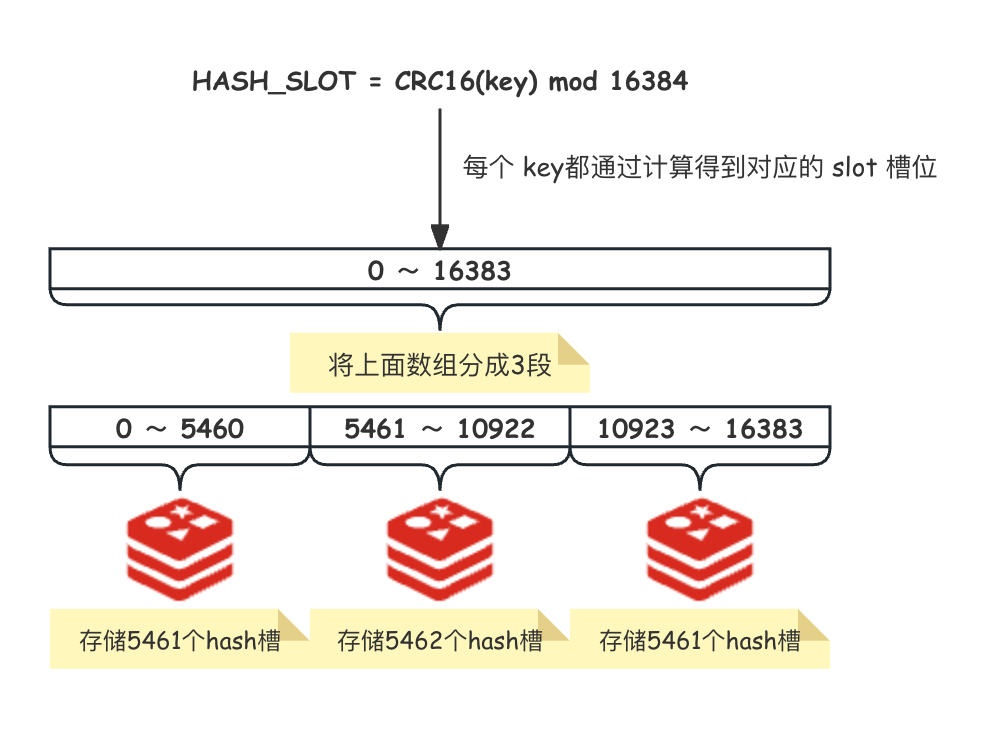 HASH_SLOT = CRC16(key) mod 16384
每个 key都通过计算得到对应的 slot 槽位
0 ～ 16383
将上面数组分成3段
0 ～ 5460
5461 ～ 10922
10923 ～ 16383
存储5461个hash槽
存储5462个hash槽
存储5461个hash槽